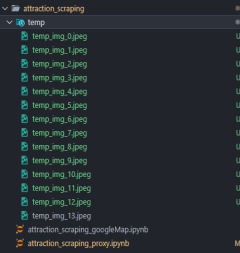 attraction_scraping
temp
temp_img_0.jpeg U
temp_img_1.jpeg U
temp_img_2.jpeg U
temp_img_3.jpeg U
temp_img_4.jpeg U
temp_img_5.jpeg U
temp_img_6.jpeg U
temp_img_7.jpeg U
temp_img_8.jpeg U
temp_img_9.jpeg U
temp_img_10.jpeg U
temp_img_11.jpeg U
temp_img_12.jpeg U
temp_img_13.jpeg
attraction_scraping_googleMap.ipynb
attraction_scraping_proxy.ipynb M